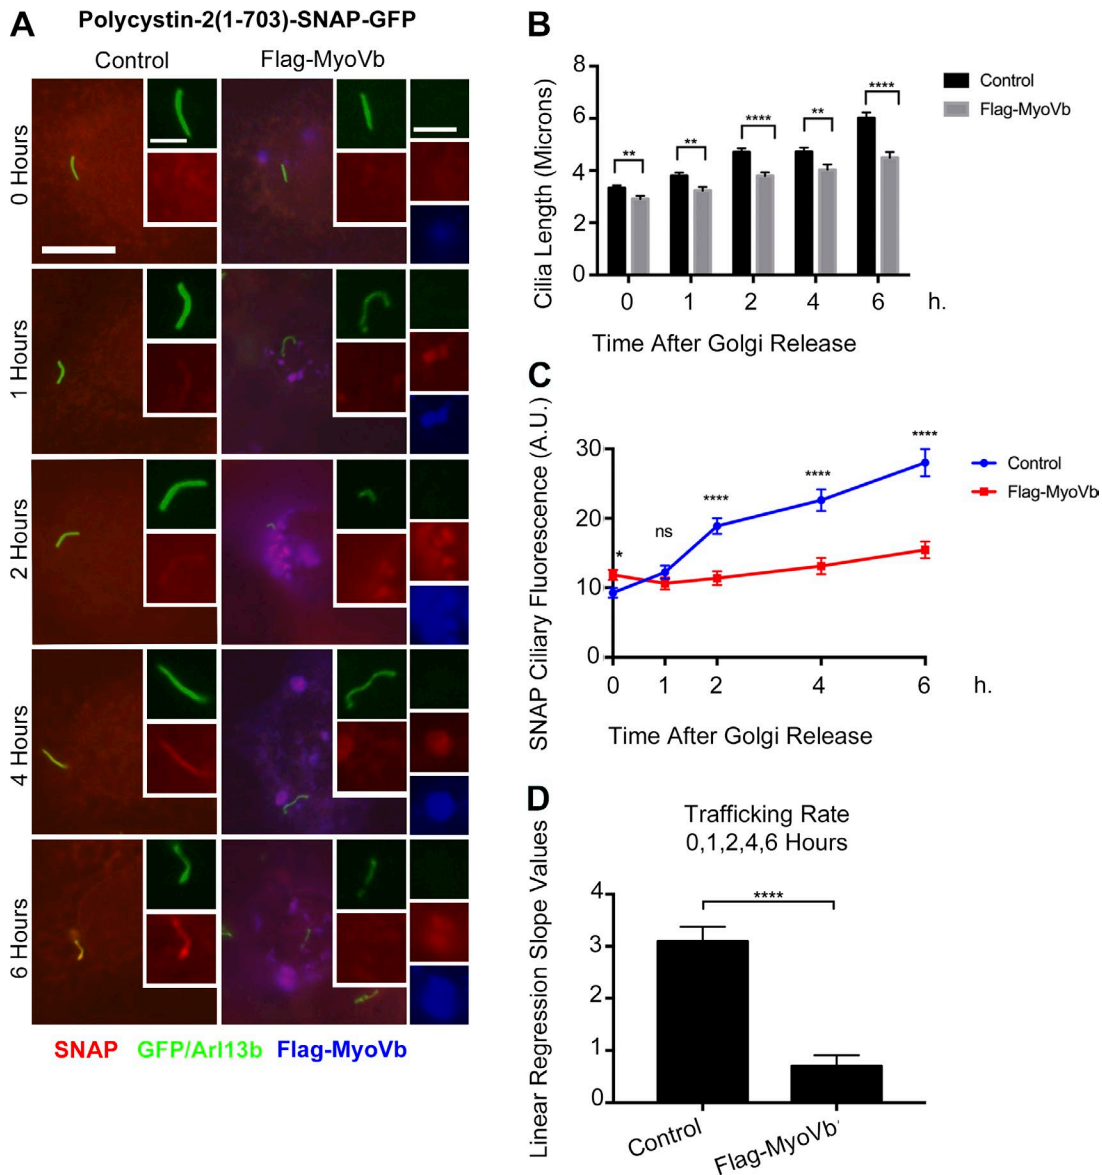 A
Polycystin-2(1-703)-SNAP-GFP
Control
Flag-MyoVb
0 Hours
1 Hours
2 Hours
4 Hours
6 Hours
SNAP GFP/Arl13b Flag-MyoVb
B
Cilia Length (Microns)
8
6
4
2
0
**
**
****
**
****
Control
Flag-MyoVb
0 1 2 4 6 h.
Time After Golgi Release
C
SNAP Ciliary Fluorescence (A.U.)
30
20
10
0
*
ns
****
****
****
Control
Flag-MyoVb
0 1 2 4 6 h.
Time After Golgi Release
D
Trafficking Rate
0,1,2,4,6 Hours
Linear Regression Slope Values
4
3
2
1
0
****
Control
Flag-MyoVb